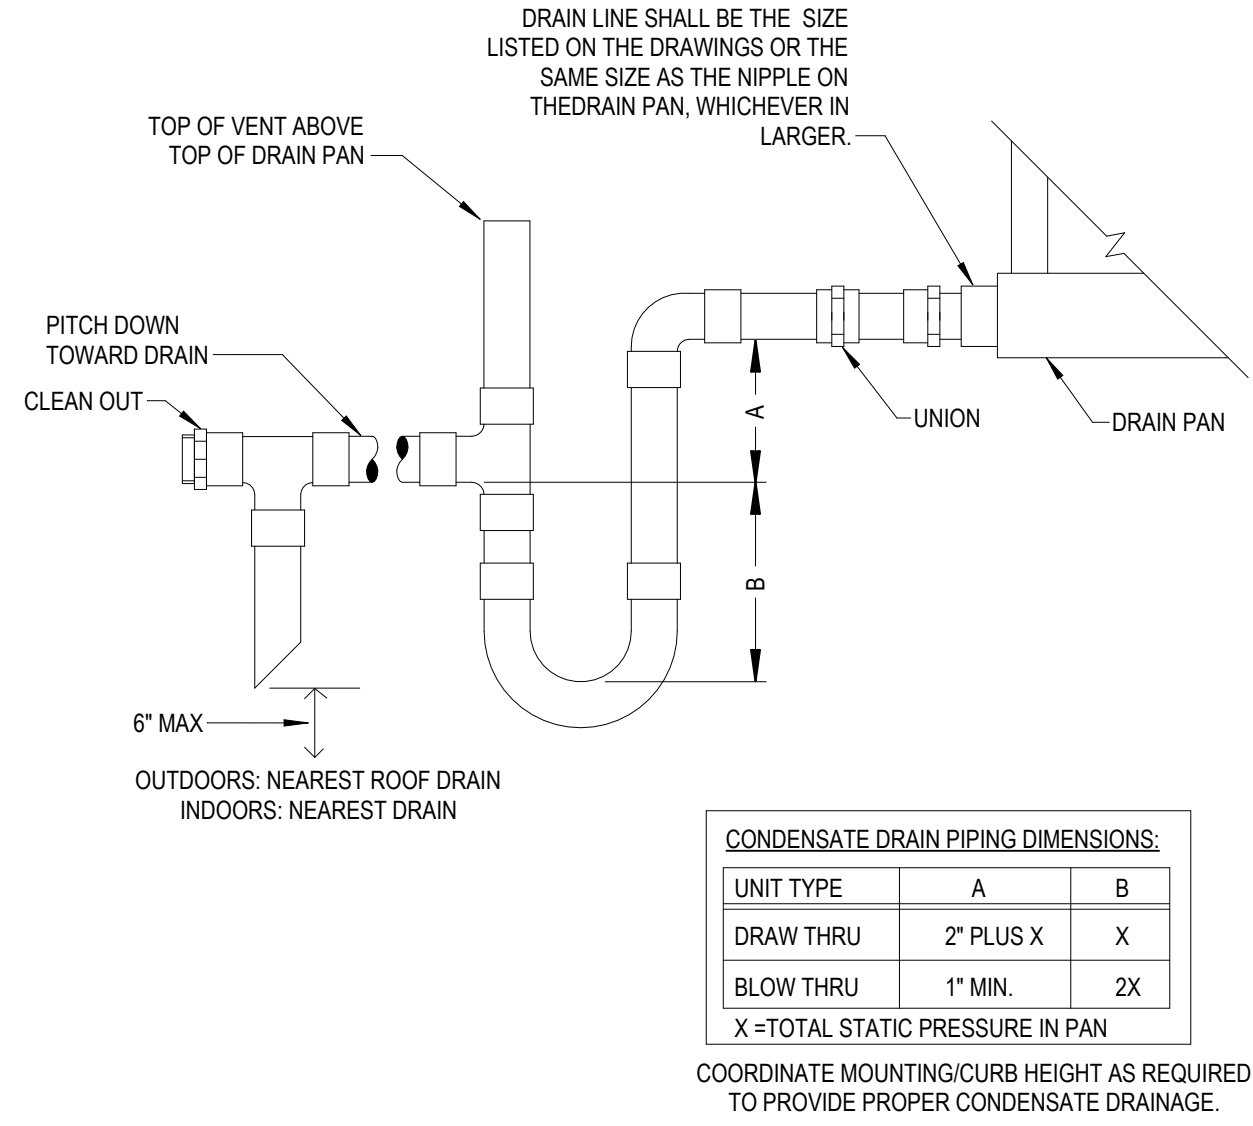 DRAIN LINE SHALL BE THE SIZE
LISTED ON THE DRAWINGS OR THE
SAME SIZE AS THE NIPPLE ON
THEDRAIN PAN, WHICHEVER IN
LARGER.
TOP OF VENT ABOVE
TOP OF DRAIN PAN
PITCH DOWN
TOWARD DRAIN
CLEAN OUT
A
UNION
DRAIN PAN
B
6" MAX
OUTDOORS: NEAREST ROOF DRAIN
INDOORS: NEAREST DRAIN
CONDENSATE DRAIN PIPING DIMENSIONS:
UNIT TYPE A B
DRAW THRU 2" PLUS X X
BLOW THRU 1" MIN. 2X
X =TOTAL STATIC PRESSURE IN PAN
COORDINATE MOUNTING/CURB HEIGHT AS REQUIRED
TO PROVIDE PROPER CONDENSATE DRAINAGE.